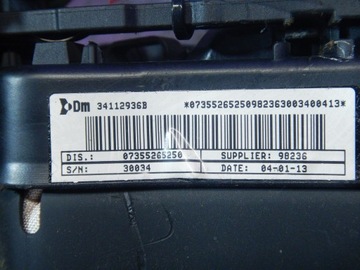 Dm 34112936B *07355265250982363003400413*
DIS.: 07355265250 SUPPLIER: 98236
S/N: 30034 DATE: 04-01-13